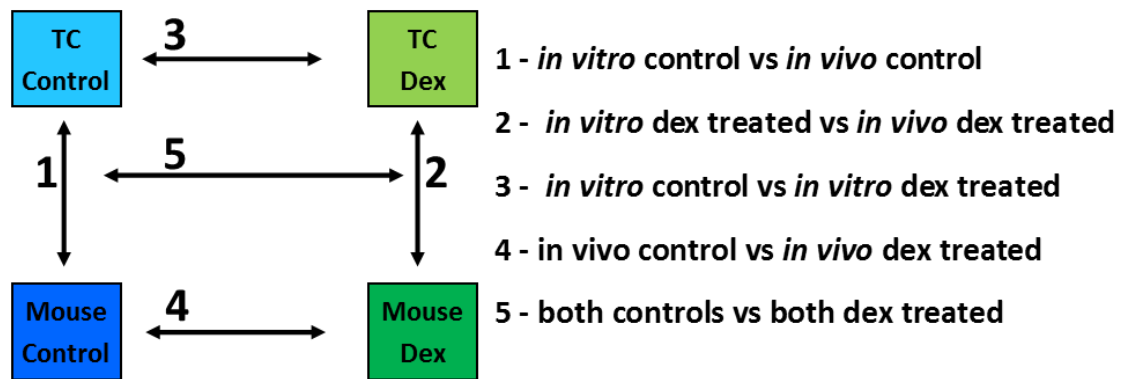 TC
Control
3
TC
Dex
1
5
2
Mouse
Control
4
Mouse
Dex
1 - in vitro control vs in vivo control
2 - in vitro dex treated vs in vivo dex treated
3 - in vitro control vs in vitro dex treated
4 - in vivo control vs in vivo dex treated
5 - both controls vs both dex treated